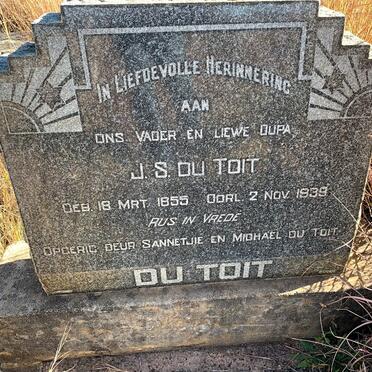 IN LIEFDEVOLLE HERINNERING
AAN
ONS VADER EN LIEWE OUPA
J. S. DU TOIT
GEB. 18 MRT. 1855 OORL. 2 NOV. 1939
RUS IN VREDE
OPGERIG DEUR SANNETJIE EN MICHAEL DU TOIT
DU TOIT